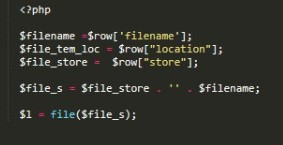 <?php
$filename =$row['filename'];
$file_tem_loc = $row["location"];
$file_store =  $row["store"];
$file_s = $file_store . '' . $filename;
$l = file($file_s);